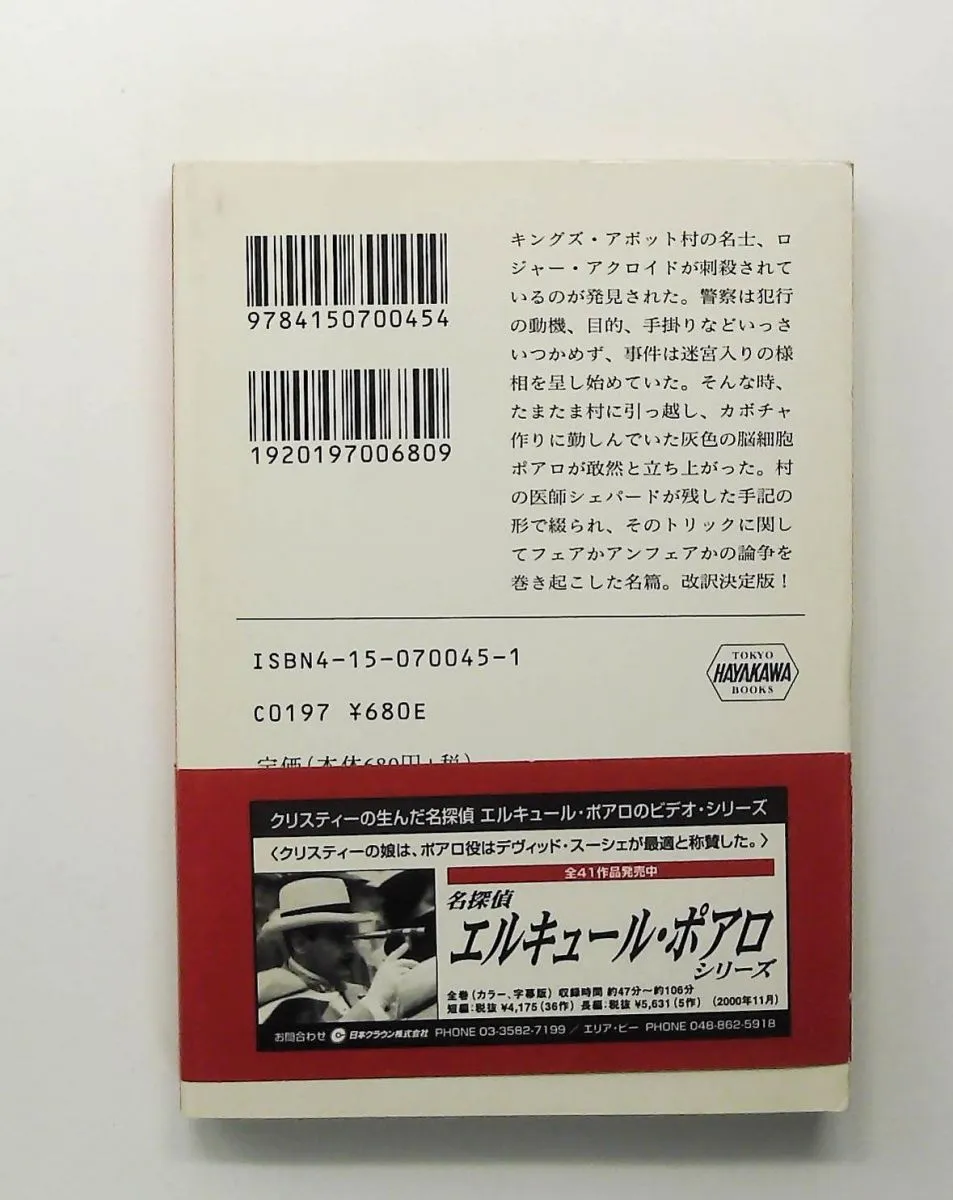 9784150700454
1920197006809
キングズ・アボット村の名士、ロ
ジャー・アクロイドが刺殺されて
いるのが発見された。警察は犯行
の動機、目的、手掛りなどいっさ
いつかめず、事件は迷宮入りの様
相を呈し始めていた。そんな時、
たまたま村に引っ越し、カボチャ
作りに勤しんでいた灰色の脳細胞
ポアロが敢然と立ち上がった。村
の医師シェパードが残した手記の
形で綴られ、そのトリックに関し
てフェアかアンフェアかの論争を
巻き起こした名篇。改訳決定版！
ISBN4-15-070045-1
C0197 ¥680E
定価（本体680円+税）
TOKYO
HAYAKAWA
BOOKS
クリスティーの生んだ名探偵 エルキュール・ポアロのビデオ・シリーズ
〈クリスティーの娘は、ポアロ役はデヴィッド・スーシェが最適と称賛した。〉
全41作品発売中
名探偵
エルキュール・ポアロ
シリーズ
全巻（カラー、字幕版）収録時間 約47分～約106分
短編：税抜 ¥4,175（36作）長編：税抜 ¥5,631（5作）（2000年11月）
お問合わせ 日本クラウン株式会社 PHONE 03-3582-7199 ／ エリア・ビー PHONE 048-862-5918